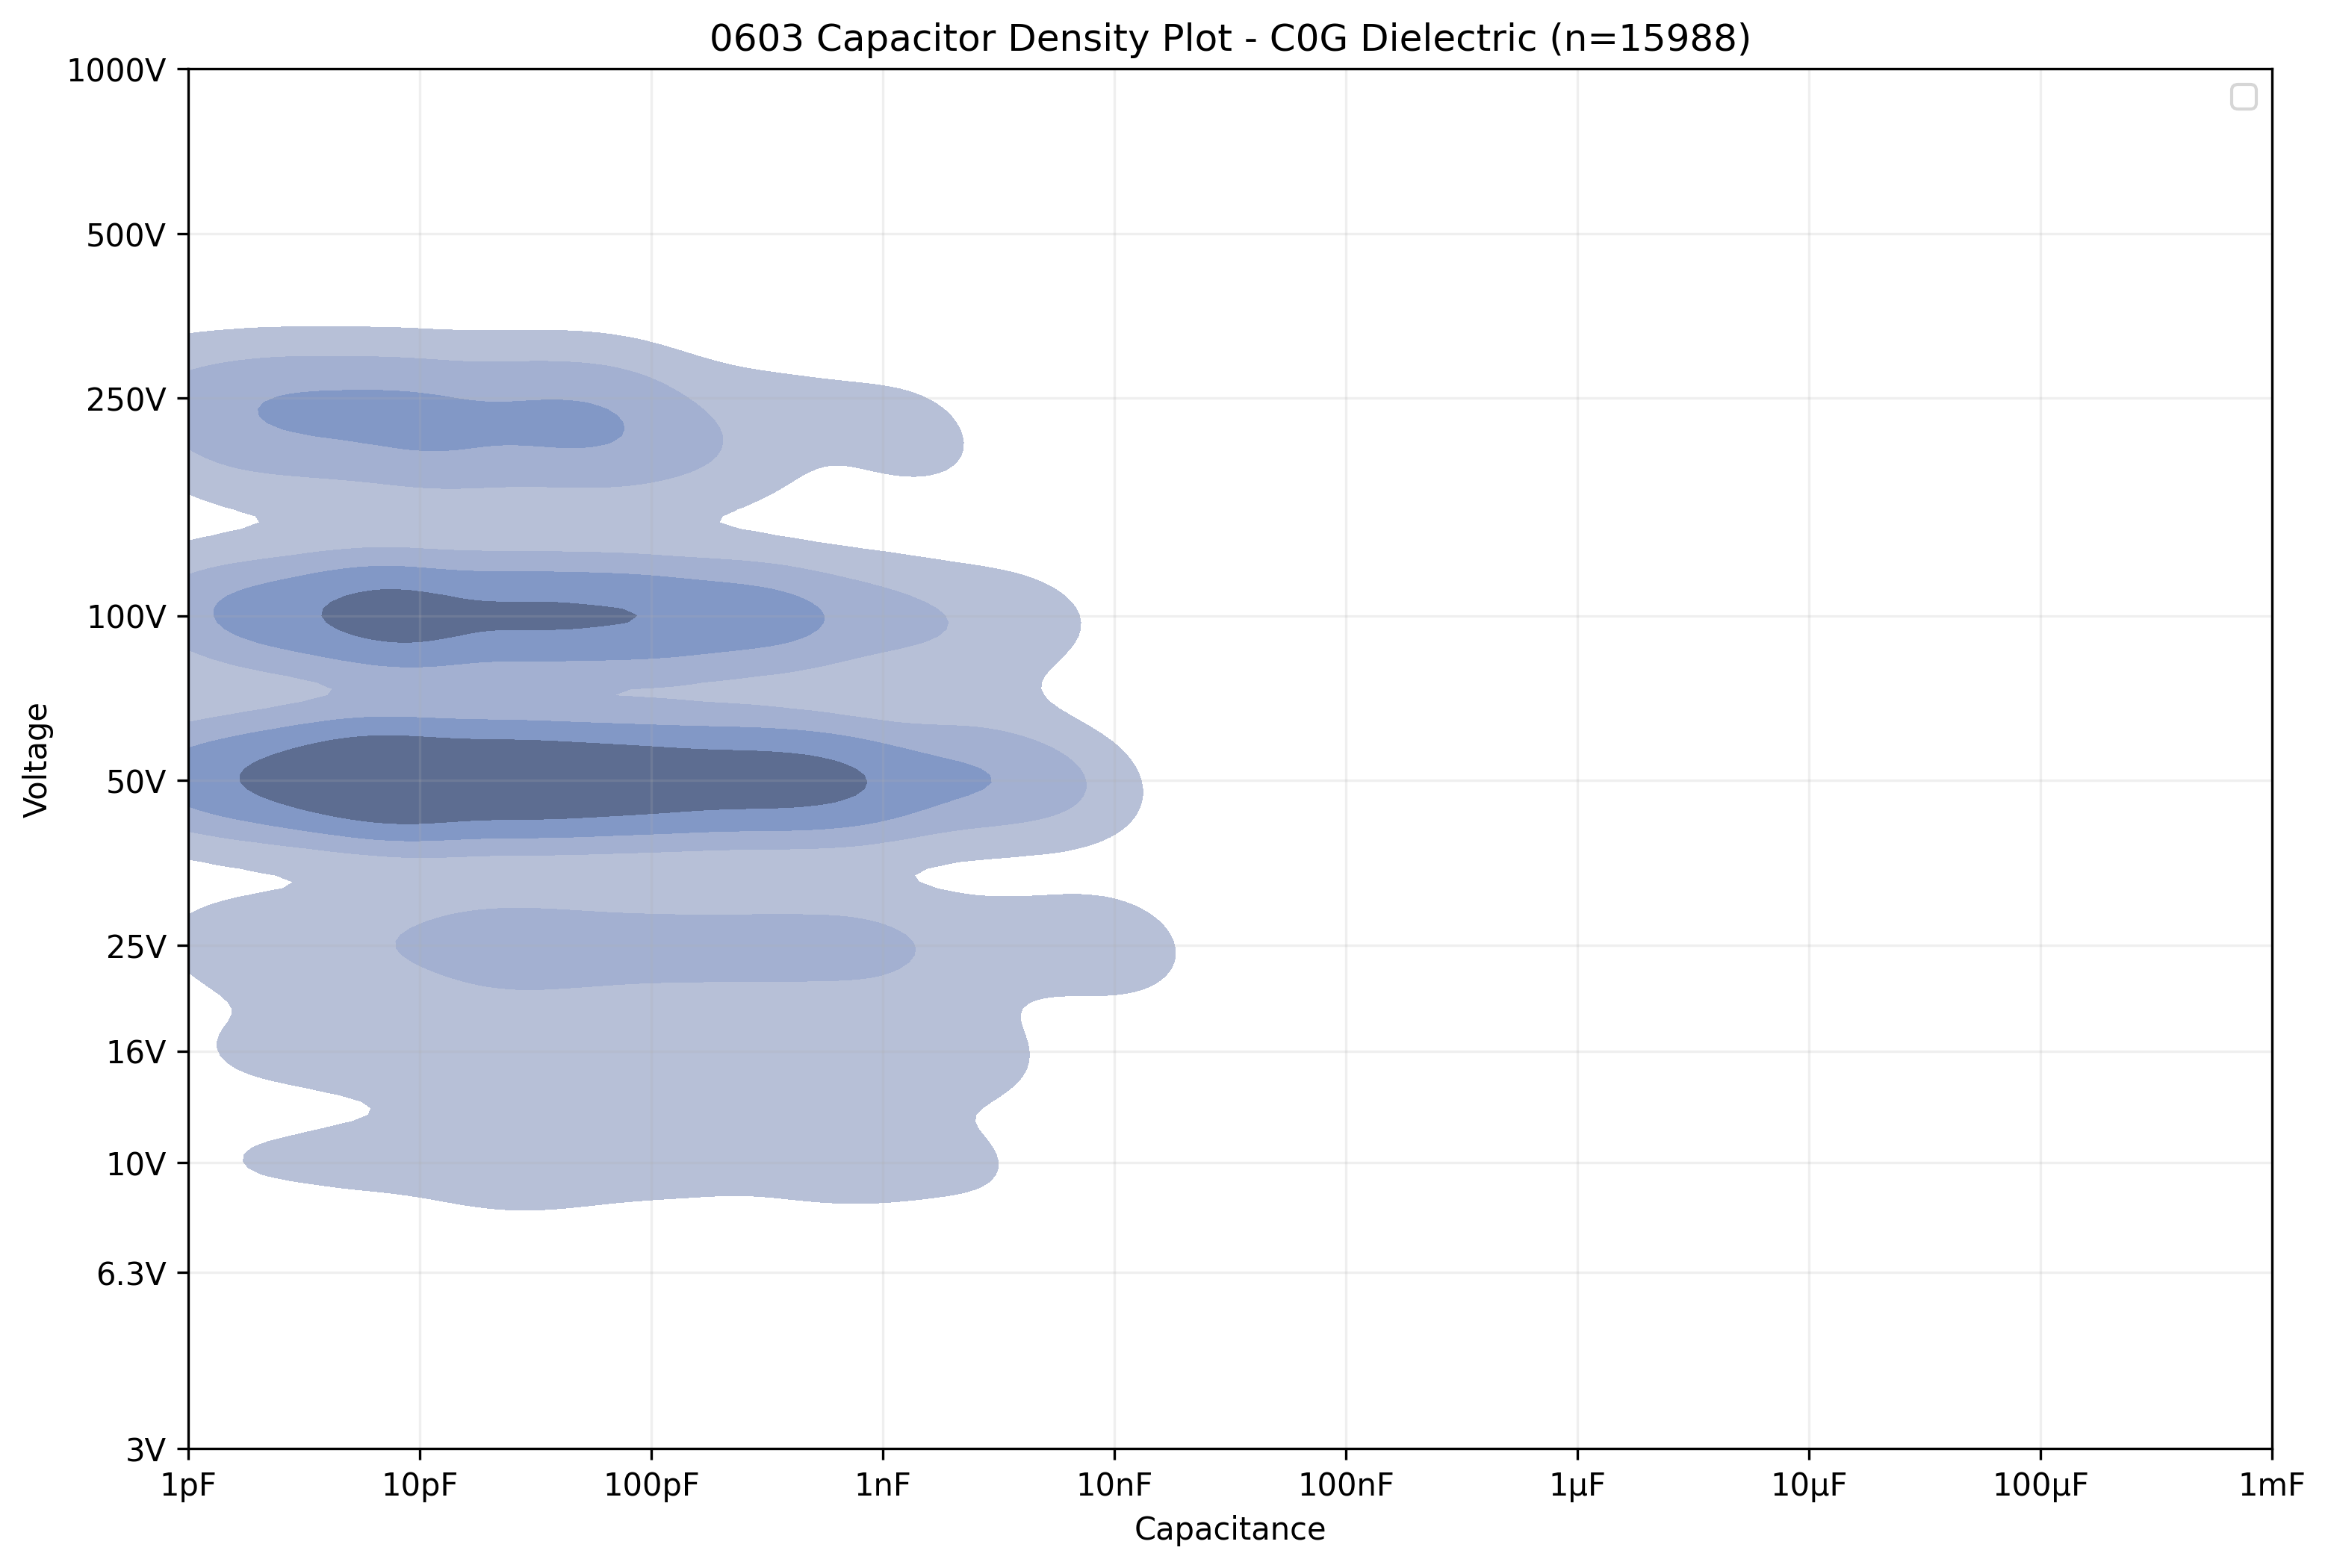 0603 Capacitor Density Plot - C0G Dielectric (n=15988)
1000V
500V
250V
100V
50V
25V
16V
10V
6.3V
3V
Voltage
1pF 10pF 100pF 1nF 10nF 100nF 1µF 10µF 100µF 1mF
Capacitance